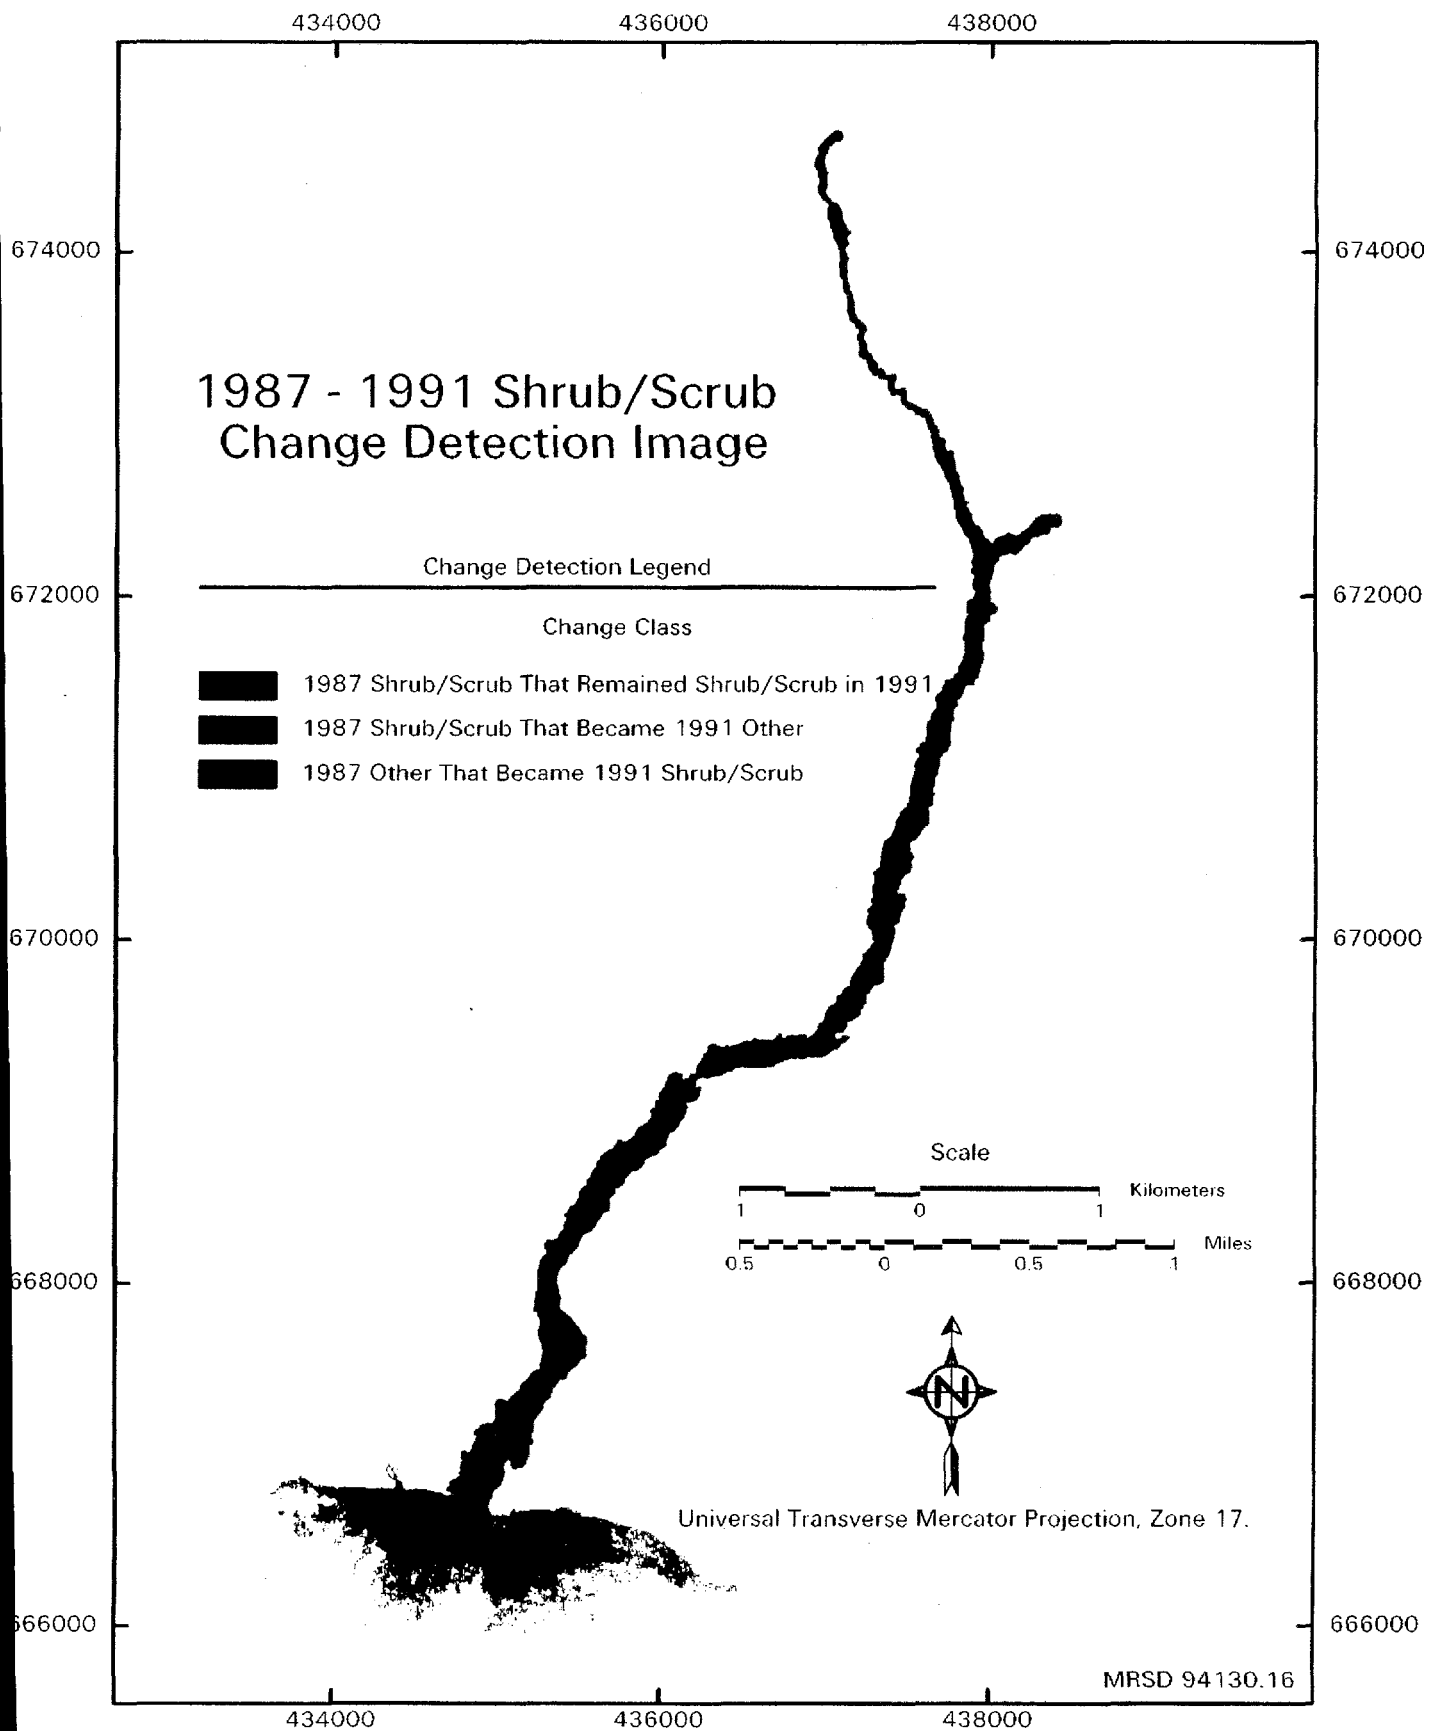 434000 436000 438000
674000 674000
1987 - 1991 Shrub/Scrub
Change Detection Image
Change Detection Legend
672000 672000
Change Class
1987 Shrub/Scrub That Remained Shrub/Scrub in 1991
1987 Shrub/Scrub That Became 1991 Other
1987 Other That Became 1991 Shrub/Scrub
670000 670000
Scale
Kilometers
1 0 1
Miles
0.5 0 0.5 1
668000 668000
N
Universal Transverse Mercator Projection, Zone 17.
666000 666000
MRSD 94130.16
434000 436000 438000